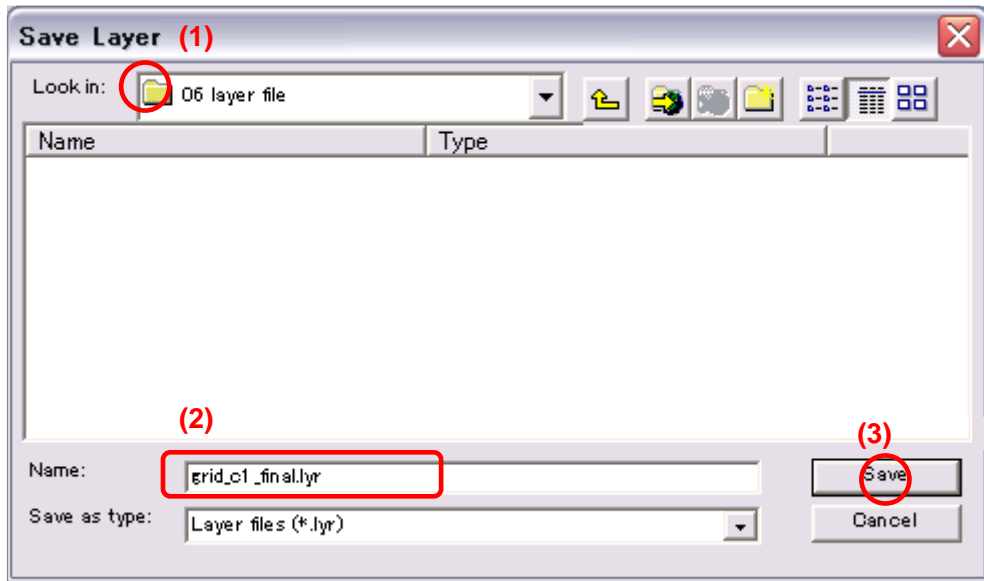 Save Layer (1)
Look in: 06 layer file
Name Type
(2)
(3)
Name: grid_c1_final.lyr Save
Save as type: Layer files (*.lyr) Cancel